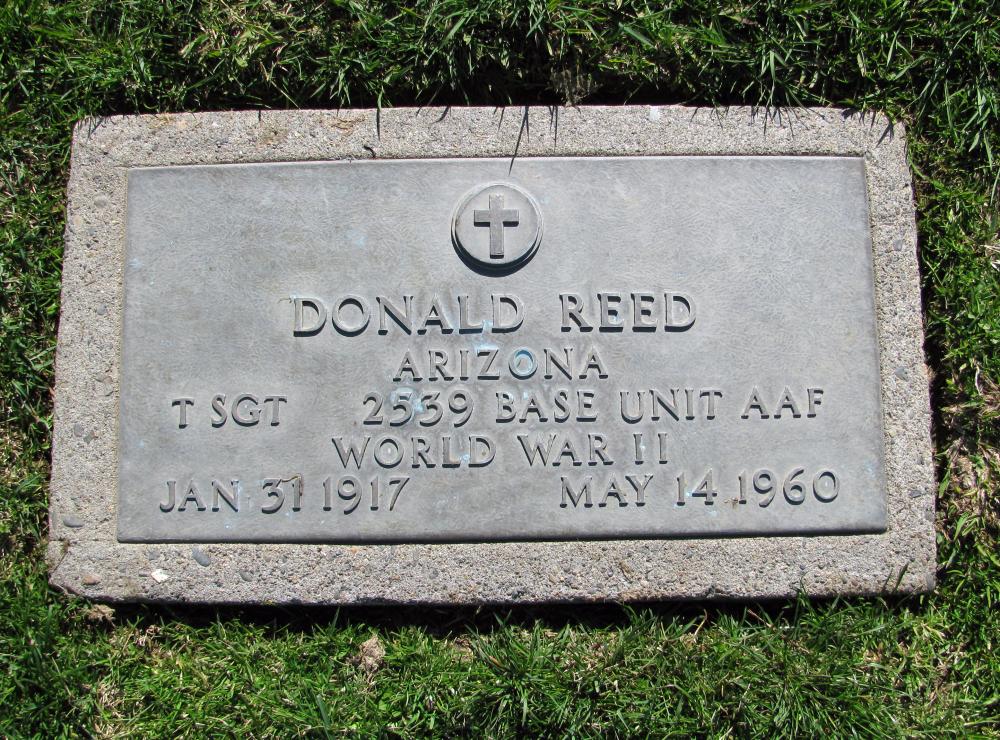 DONALD REED
ARIZONA
T SGT 2539 BASE UNIT AAF
WORLD WAR II
JAN 31 1917 MAY 14 1960